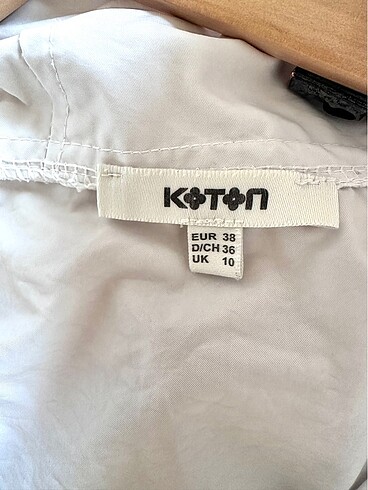 KOTON
EUR 38
D/CH 36
UK 10